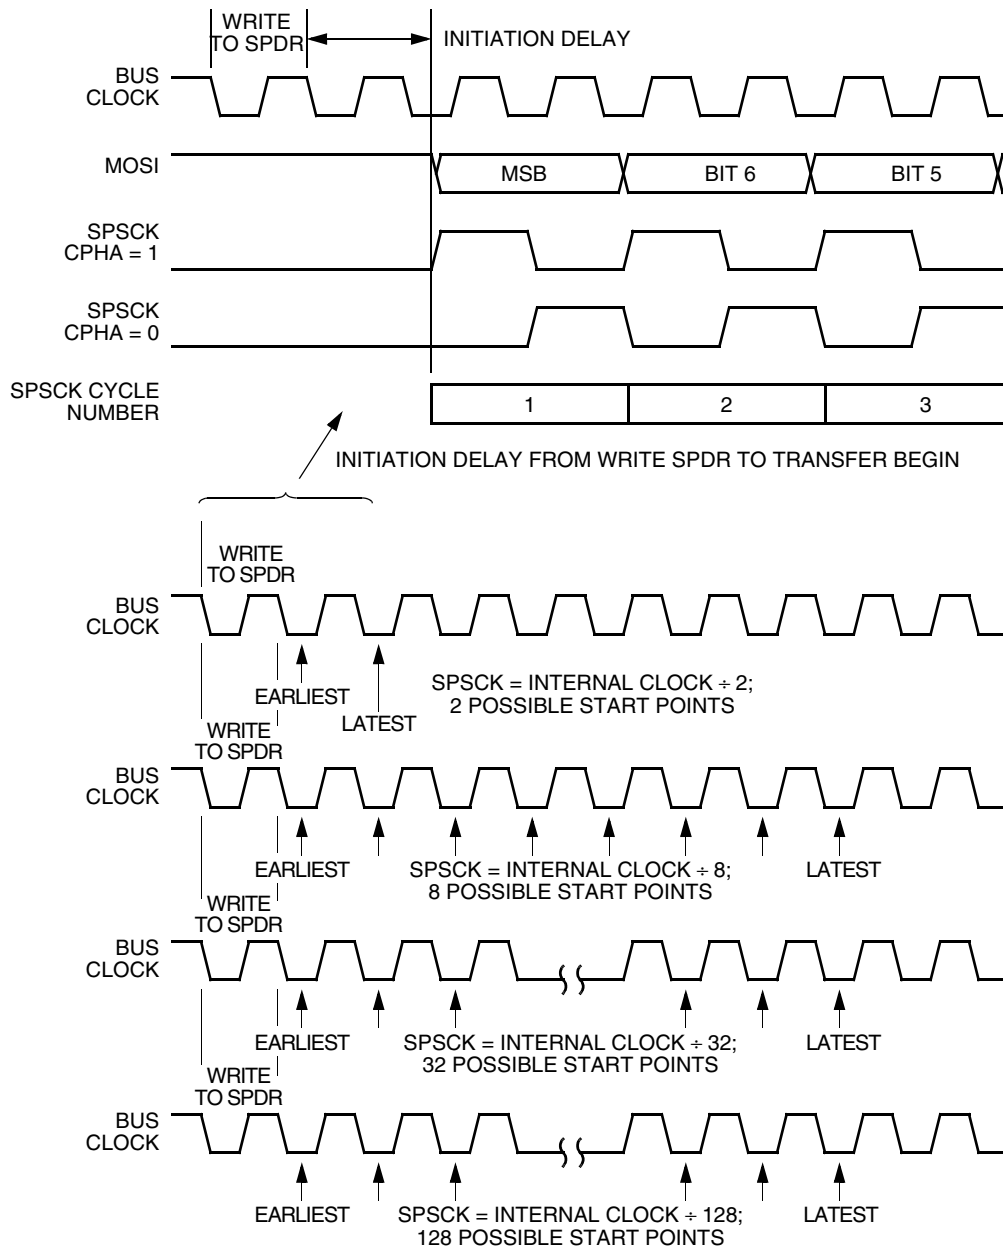 WRITE
TO SPDR
INITIATION DELAY
BUS
CLOCK
MOSI
MSB
BIT 6
BIT 5
SPSCK
CPHA = 1
SPSCK
CPHA = 0
SPSCK CYCLE
NUMBER
1
2
3
INITIATION DELAY FROM WRITE SPDR TO TRANSFER BEGIN
WRITE
TO SPDR
BUS
CLOCK
EARLIEST
LATEST
SPSCK = INTERNAL CLOCK ÷ 2;
2 POSSIBLE START POINTS
WRITE
TO SPDR
BUS
CLOCK
EARLIEST
SPSCK = INTERNAL CLOCK ÷ 8;
8 POSSIBLE START POINTS
LATEST
WRITE
TO SPDR
BUS
CLOCK
EARLIEST
SPSCK = INTERNAL CLOCK ÷ 32;
32 POSSIBLE START POINTS
LATEST
WRITE
TO SPDR
BUS
CLOCK
EARLIEST
SPSCK = INTERNAL CLOCK ÷ 128;
128 POSSIBLE START POINTS
LATEST